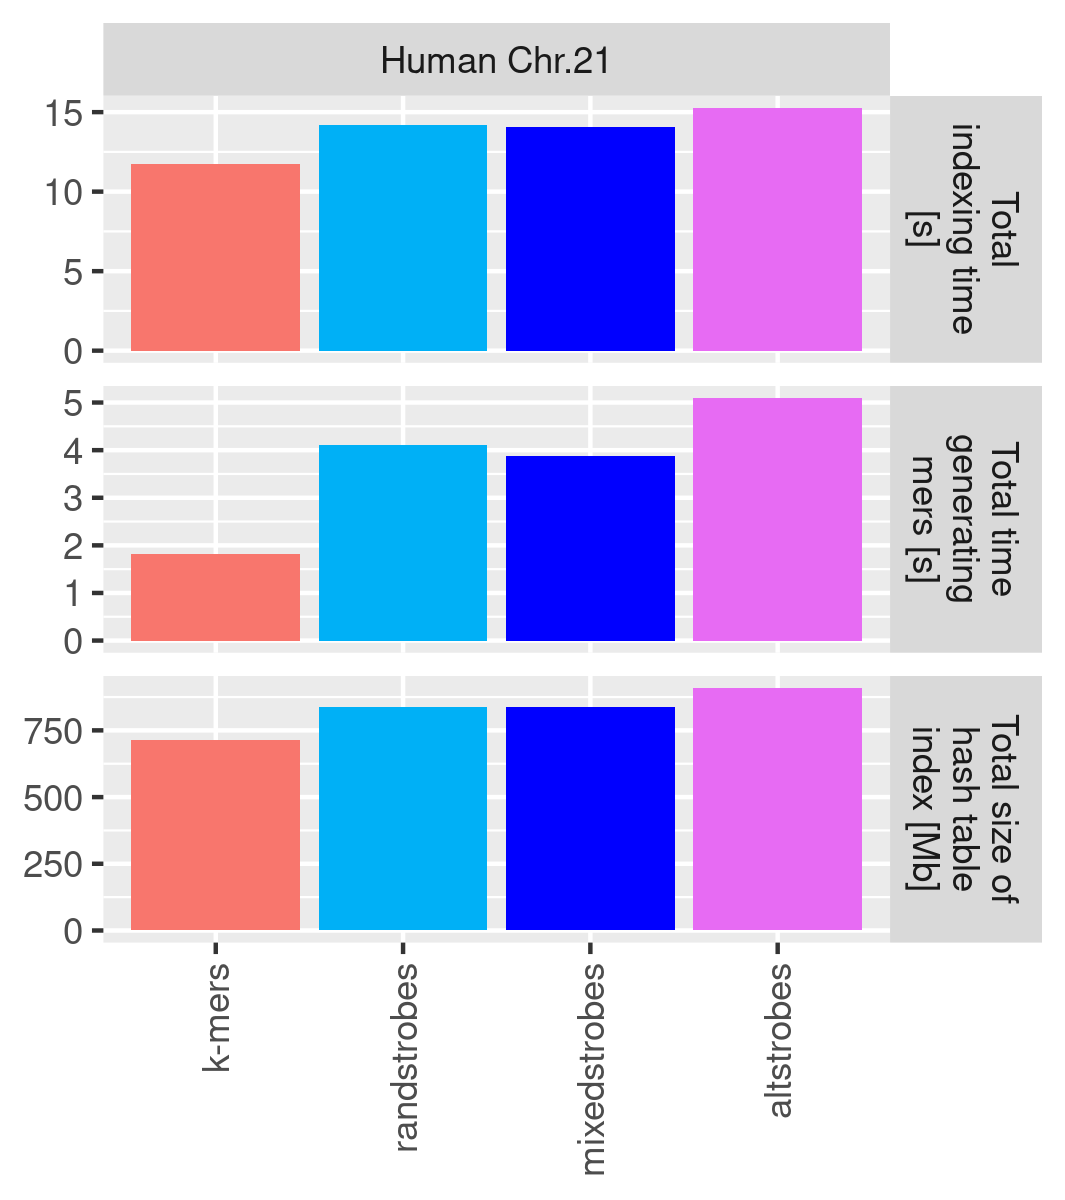 Human Chr.21
15
10
5
0
Total
indexing time
[s]
5
4
3
2
1
0
Total time
generating
mers [s]
750
500
250
0
Total size of
hash table
index [Mb]
k-mers
randstrobes
mixedstrobes
altstrobes